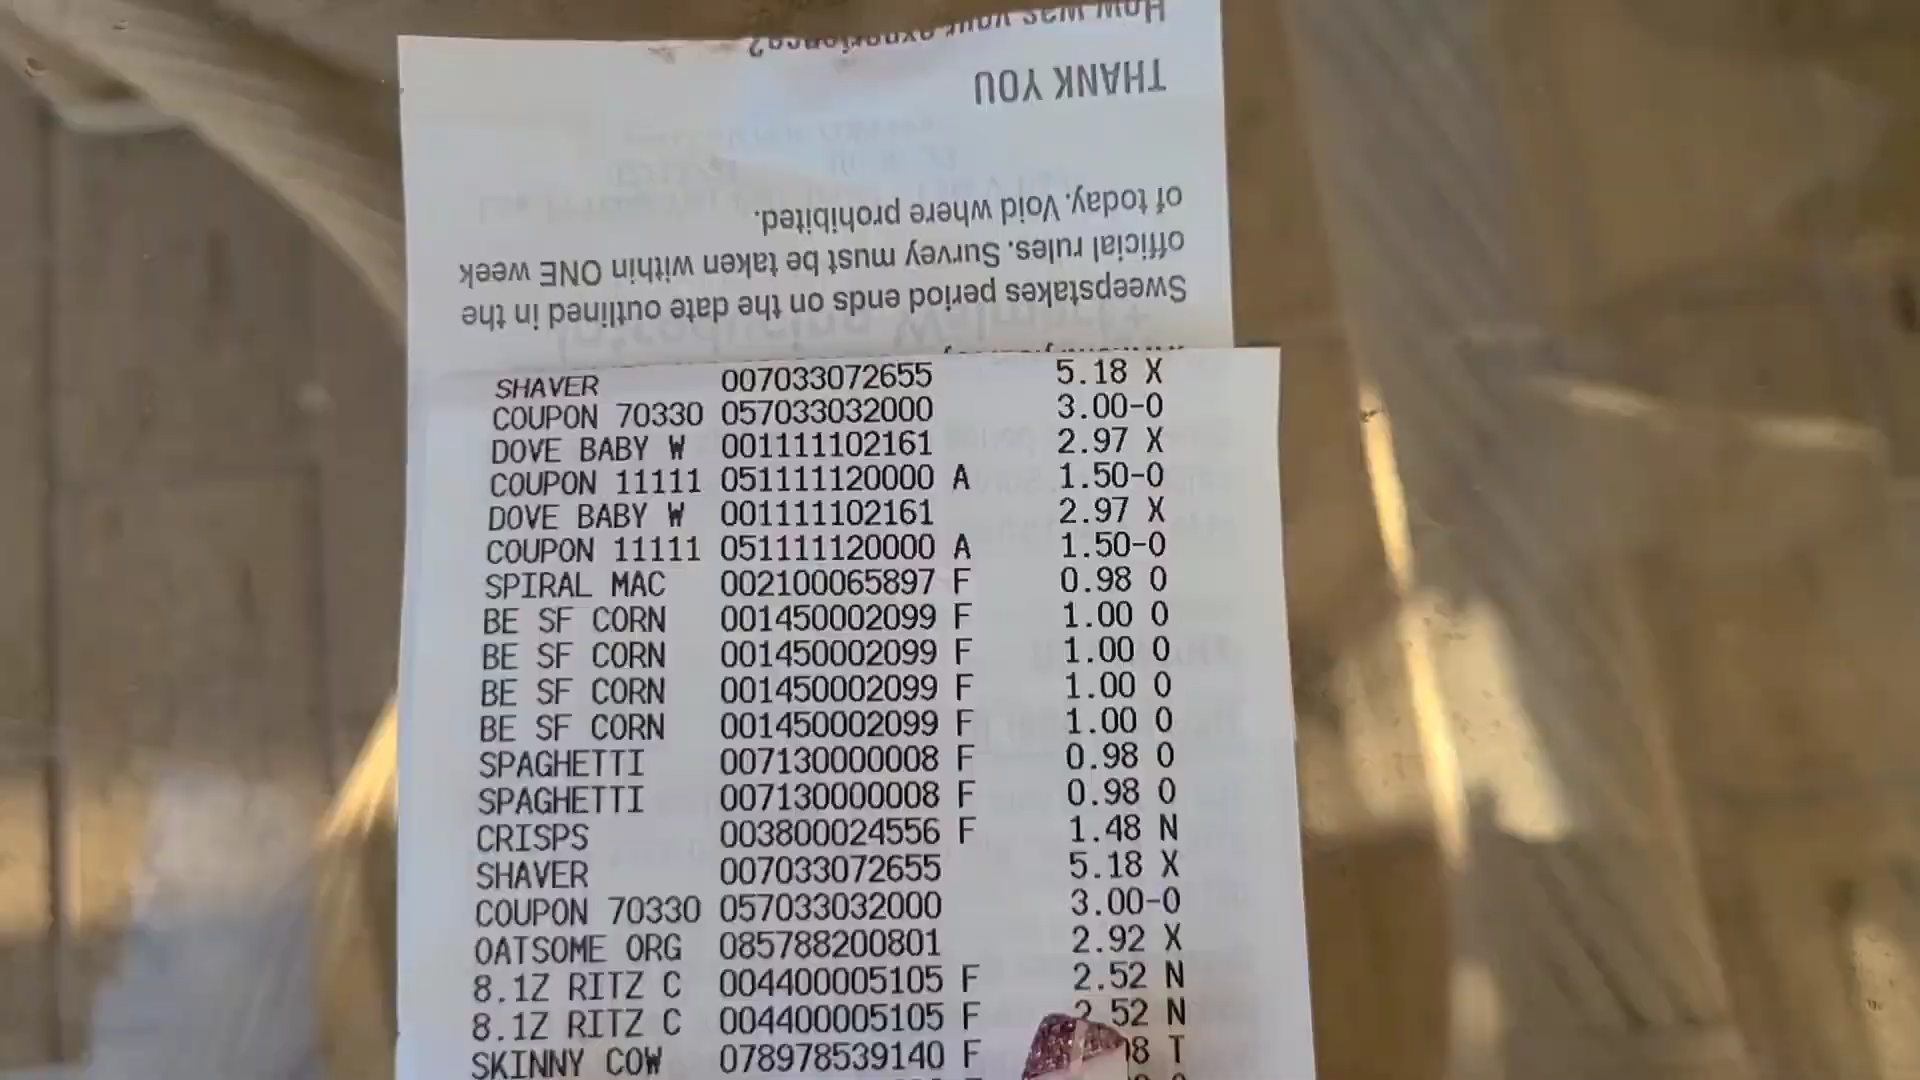 How was your experience?
THANK YOU
of today. Void where prohibited.
official rules. Survey must be taken within ONE week
Sweepstakes period ends on the date outlined in the
SHAVER 007033072655 5.18 X
COUPON 70330 057033032000 3.00-0
DOVE BABY W 001111102161 2.97 X
COUPON 11111 051111120000 A 1.50-0
DOVE BABY W 001111102161 2.97 X
COUPON 11111 051111120000 A 1.50-0
SPIRAL MAC 002100065897 F 0.98 0
BE SF CORN 001450002099 F 1.00 0
BE SF CORN 001450002099 F 1.00 0
BE SF CORN 001450002099 F 1.00 0
BE SF CORN 001450002099 F 1.00 0
SPAGHETTI 007130000008 F 0.98 0
SPAGHETTI 007130000008 F 0.98 0
CRISPS 003800024556 F 1.48 N
SHAVER 007033072655 5.18 X
COUPON 70330 057033032000 3.00-0
OATSOME ORG 085788200801 2.92 X
8.1Z RITZ C 004400005105 F 2.52 N
8.1Z RITZ C 004400005105 F 2.52 N
SKINNY COW 078978539140 F 8 T